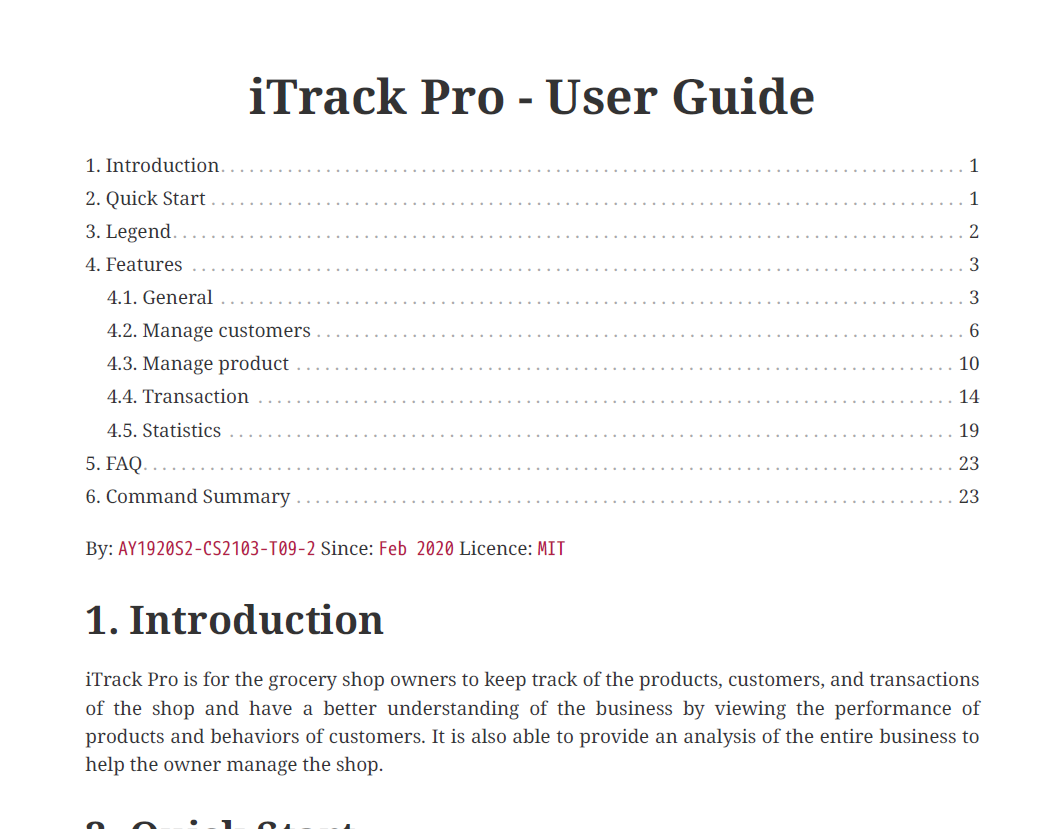 iTrack Pro - User Guide
1. Introduction. . . . . . . . . . . . . . . . . . . . . . . . . . . . . . . . . . . . . . . . 1
2. Quick Start . . . . . . . . . . . . . . . . . . . . . . . . . . . . . . . . . . . . . . . . 1
3. Legend. . . . . . . . . . . . . . . . . . . . . . . . . . . . . . . . . . . . . . . . 2
4. Features . . . . . . . . . . . . . . . . . . . . . . . . . . . . . . . . . . . . . . . . 3
4.1. General . . . . . . . . . . . . . . . . . . . . . . . . . . . . . . . . . . . . . . . . 3
4.2. Manage customers . . . . . . . . . . . . . . . . . . . . . . . . . . . . . . . . . . . . . . . . 6
4.3. Manage product . . . . . . . . . . . . . . . . . . . . . . . . . . . . . . . . . . . . . . . . 10
4.4. Transaction . . . . . . . . . . . . . . . . . . . . . . . . . . . . . . . . . . . . . . . . 14
4.5. Statistics . . . . . . . . . . . . . . . . . . . . . . . . . . . . . . . . . . . . . . . . 19
5. FAQ. . . . . . . . . . . . . . . . . . . . . . . . . . . . . . . . . . . . . . . . 23
6. Command Summary . . . . . . . . . . . . . . . . . . . . . . . . . . . . . . . . . . . . . . . . 23
By: AY1920S2-CS2103-T09-2 Since: Feb 2020 Licence: MIT
1. Introduction
iTrack Pro is for the grocery shop owners to keep track of the products, customers, and transactions
of the shop and have a better understanding of the business by viewing the performance of
products and behaviors of customers. It is also able to provide an analysis of the entire business to
help the owner manage the shop.
2. Quick Start